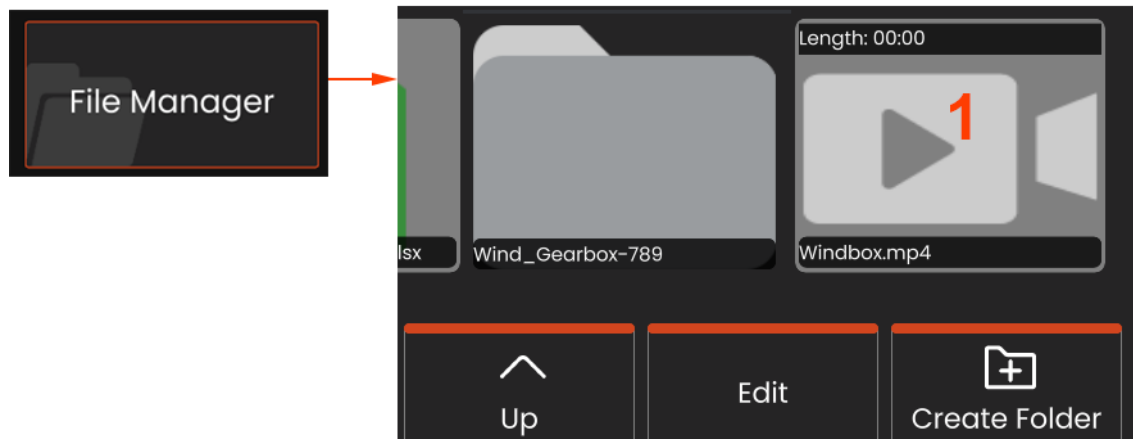 File Manager
Length: 00:00
1
lsx
Wind_Gearbox-789
Windbox.mp4
Up
Edit
Create Folder